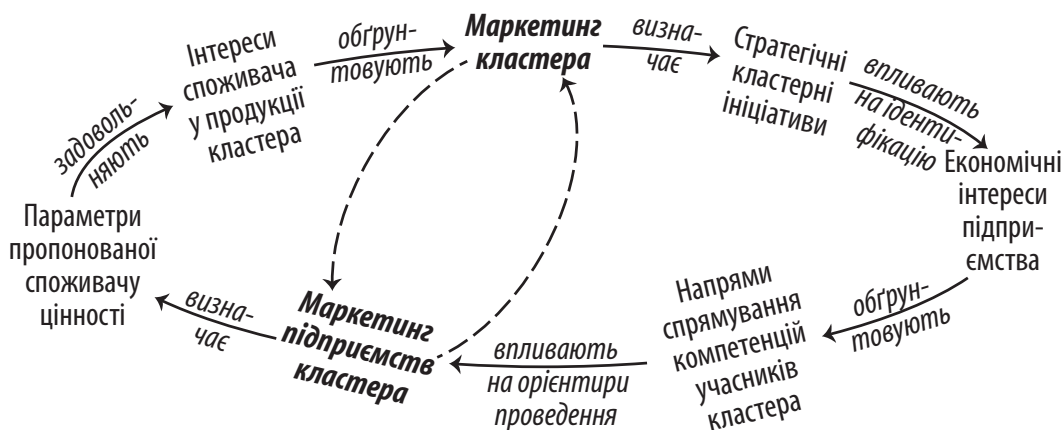 Маркетинг
кластера
визна-
чає
Стратегічні
кластерні
ініціативи
впливають
на іденти-
фікацію
Економічні
інтереси
підпри-
ємства
обґрун-
товують
Напрями
спрямування
компетенцій
учасників
кластера
впливають
на орієнтири
проведення
Маркетинг
підприємств
кластера
визна-
чає
Параметри
пропонованої
споживачу
цінності
задоволь-
няють
Інтереси
споживача
у продукції
кластера
обґрун-
товують